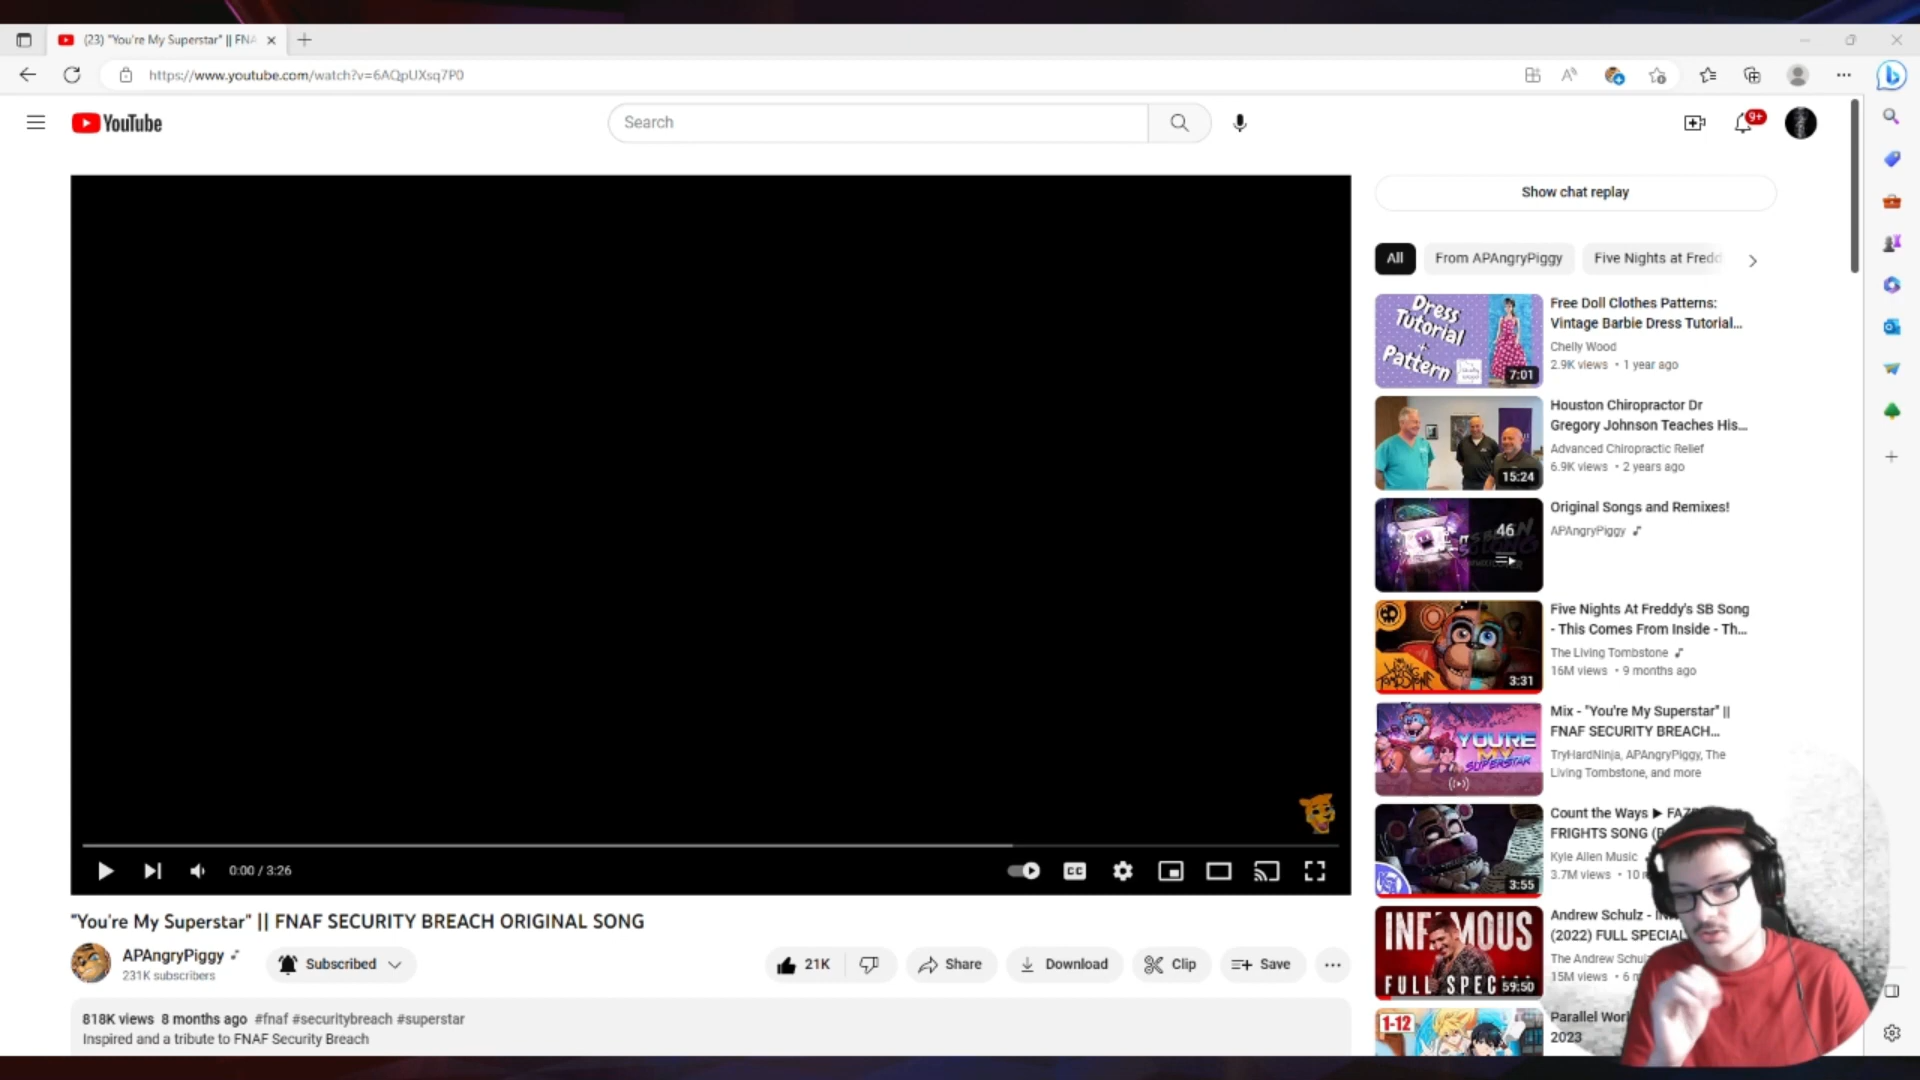 (23) "You're My Superstar" || FNA
https://www.youtube.com/watch?v=6AQpUXsq7P0
YouTube
Search
9+
Show chat replay
All
From APAngryPiggy
Five Nights at Fredd
Dress
Tutorial
+
Pattern
7:01
Free Doll Clothes Patterns:
Vintage Barbie Dress Tutorial...
Chelly Wood
2.9K views • 1 year ago
15:24
Houston Chiropractor Dr
Gregory Johnson Teaches His...
Advanced Chiropractic Relief
6.9K views • 2 years ago
46
Original Songs and Remixes!
APAngryPiggy
3:31
Five Nights At Freddy's SB Song
- This Comes From Inside - Th...
The Living Tombstone
16M views • 9 months ago
YOU'RE
MY
SUPERSTAR
Mix - "You're My Superstar" ||
FNAF SECURITY BREACH...
TryHardNinja, APAngryPiggy, The
Living Tombstone, and more
3:55
Count the Ways ▶ FAZ
FRIGHTS SONG
Kyle Allen Music
3.7M views
INFAMOUS
FULL SPEC
59:50
Andrew Schulz -
(2022) FULL SPECIAL
The Andrew
15M views
1-12
Parallel
2023
0:00 / 3:26
CC
"You're My Superstar" || FNAF SECURITY BREACH ORIGINAL SONG
APAngryPiggy
231K subscribers
Subscribed
21K
Share
Download
Clip
Save
818K views 8 months ago #fnaf #securitybreach #superstar
Inspired and a tribute to FNAF Security Breach